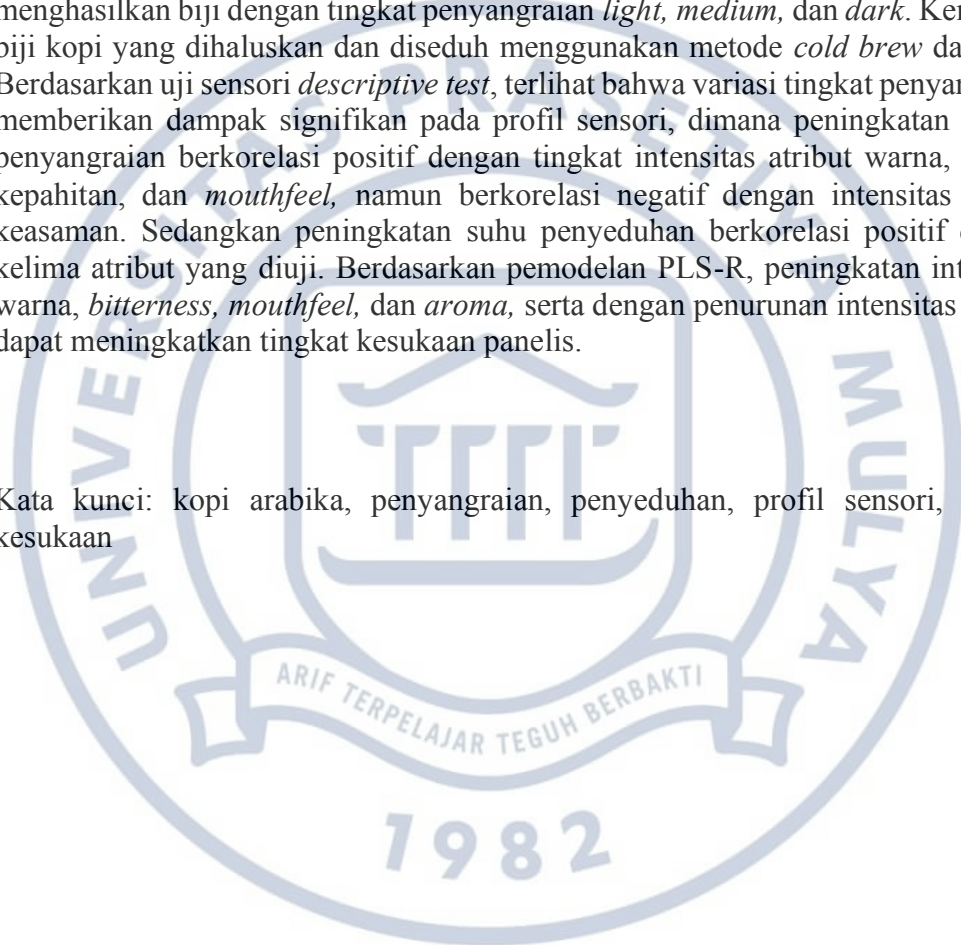 menghasilkan biji dengan tingkat penyangraian light, medium, dan dark.
biji kopi yang dihaluskan dan diseduh menggunakan metode cold brew
Berdasarkan uji sensori descriptive test, terlihat bahwa variasi tingkat
memberikan dampak signifikan pada profil sensori, dimana peningkatan
penyangraian berkorelasi positif dengan tingkat intensitas atribut warna,
kepahitan, dan mouthfeel, namun berkorelasi negatif dengan intensitas
keasaman. Sedangkan peningkatan suhu penyeduhan berkorelasi positif
kelima atribut yang diuji. Berdasarkan pemodelan PLS-R, peningkatan
warna, bitterness, mouthfeel, dan aroma, serta dengan penurunan intensitas
dapat meningkatkan tingkat kesukaan panelis.
Kata kunci: kopi arabika, penyangraian, penyeduhan, profil sensori,
kesukaan
UNIVERSITAS PRASETIYA MULYA
ARIF TERPELAJAR TEGUH BERBAKTI
1982